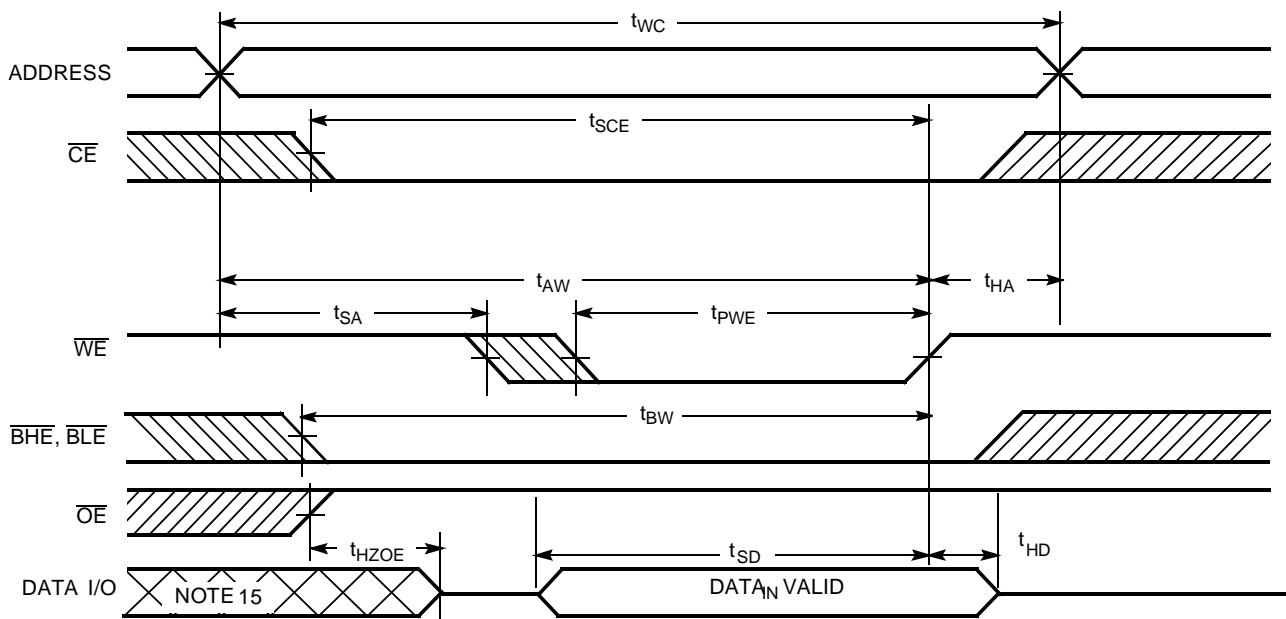 tWC
ADDRESS
tSCE
CE
tAW
tHA
tSA
tPWE
WE
tBW
BHE, BLE
OE
tHZOE
tSD
tHD
DATA I/O
NOTE 15
DATAIN VALID